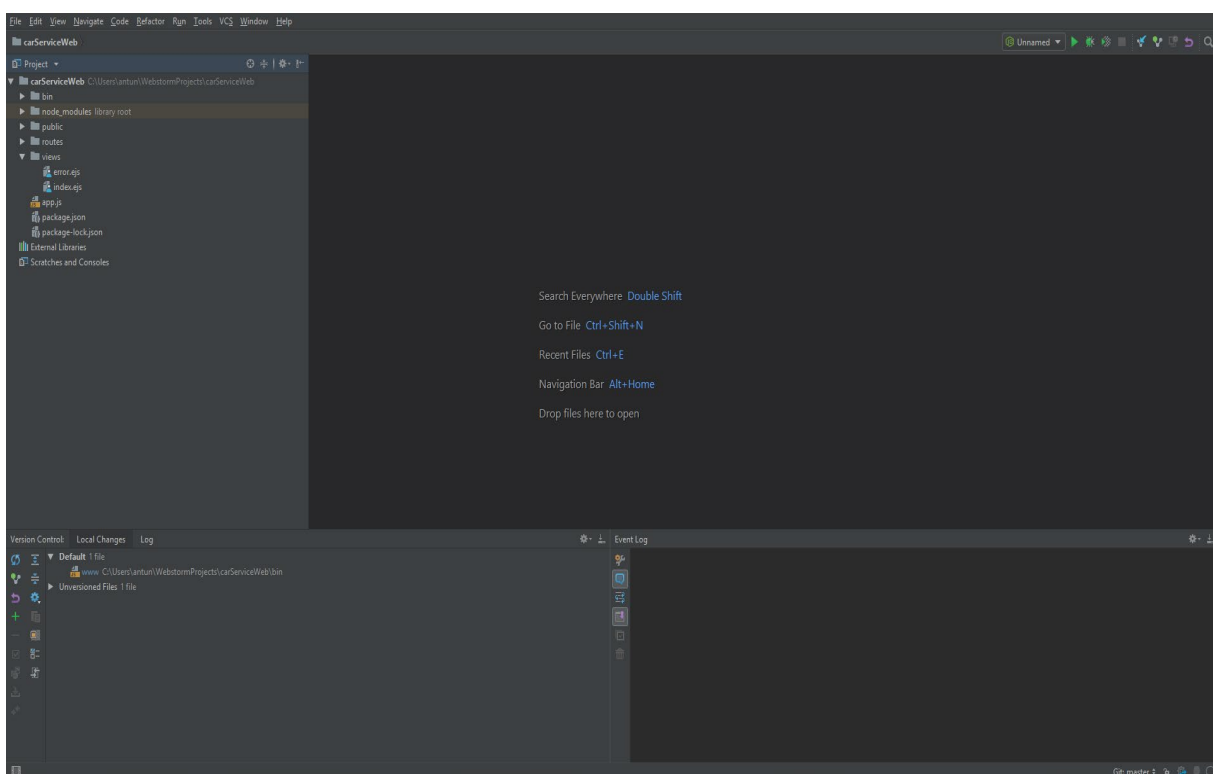 File Edit View Navigate Code Refactor Run Tools VCS Window Help
carServiceWeb
Unnamed
Project
carServiceWeb C:\Users\antun\WebstormProjects\carServiceWeb
bin
node_modules library root
public
routes
views
error.ejs
index.ejs
app.js
package.json
package-lock.json
External Libraries
Scratches and Consoles
Search Everywhere Double Shift
Go to File Ctrl+Shift+N
Recent Files Ctrl+E
Navigation Bar Alt+Home
Drop files here to open
Version Control: Local Changes Log
Event Log
Default 1 file
www C:\Users\antun\WebstormProjects\carServiceWeb\bin
Unversioned Files 1 file
Git: master